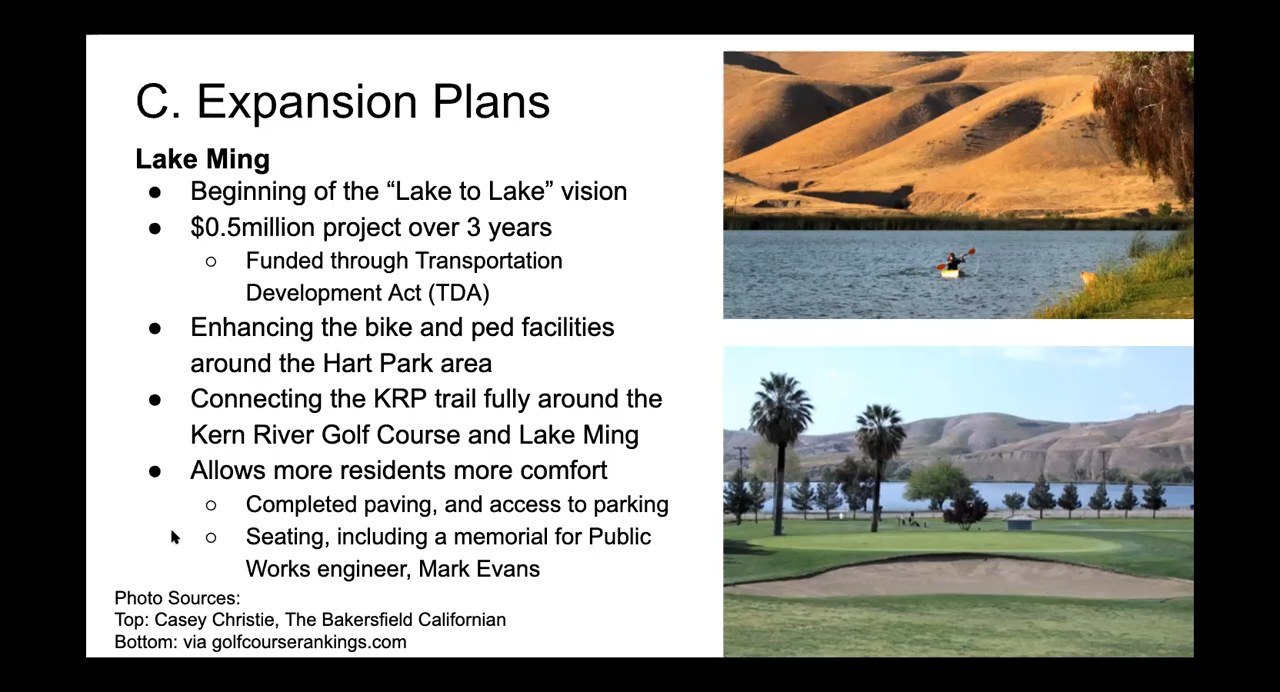 C. Expansion Plans
Lake Ming
● Beginning of the “Lake to Lake” vision
● $0.5million project over 3 years
○ Funded through Transportation
Development Act (TDA)
● Enhancing the bike and ped facilities
around the Hart Park area
● Connecting the KRP trail fully around the
Kern River Golf Course and Lake Ming
● Allows more residents more comfort
○ Completed paving, and access to parking
○ Seating, including a memorial for Public
Works engineer, Mark Evans
Photo Sources:
Top: Casey Christie, The Bakersfield Californian
Bottom: via golfcourserankings.com